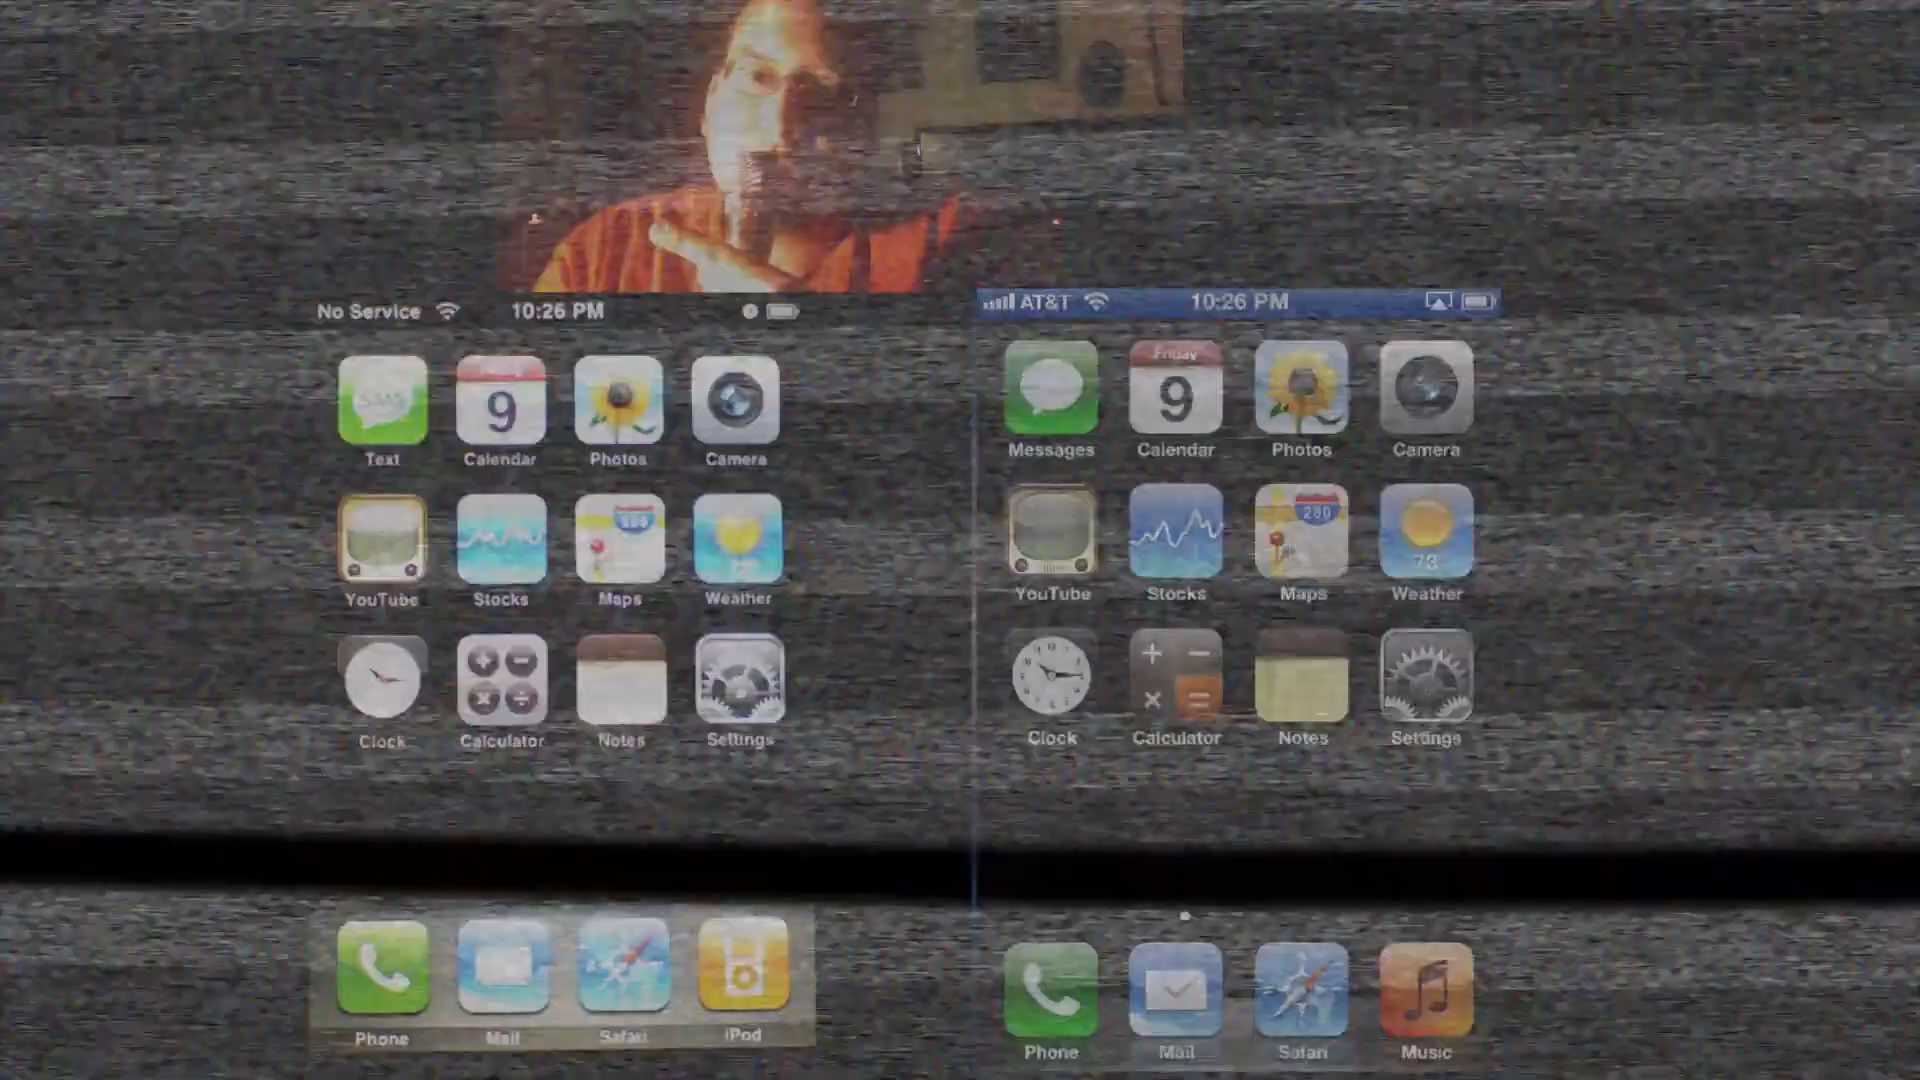 No Service 10:26 PM
AT&T 10:26 PM
SMS
9
Friday
9
Text Calendar Photos Camera
Messages Calendar Photos Camera
280
280
73°
YouTube Stocks Maps Weather
YouTube Stocks Maps Weather
Clock Calculator Notes Settings
Clock Calculator Notes Settings
Phone Mail Safari iPod
Phone Mail Safari Music